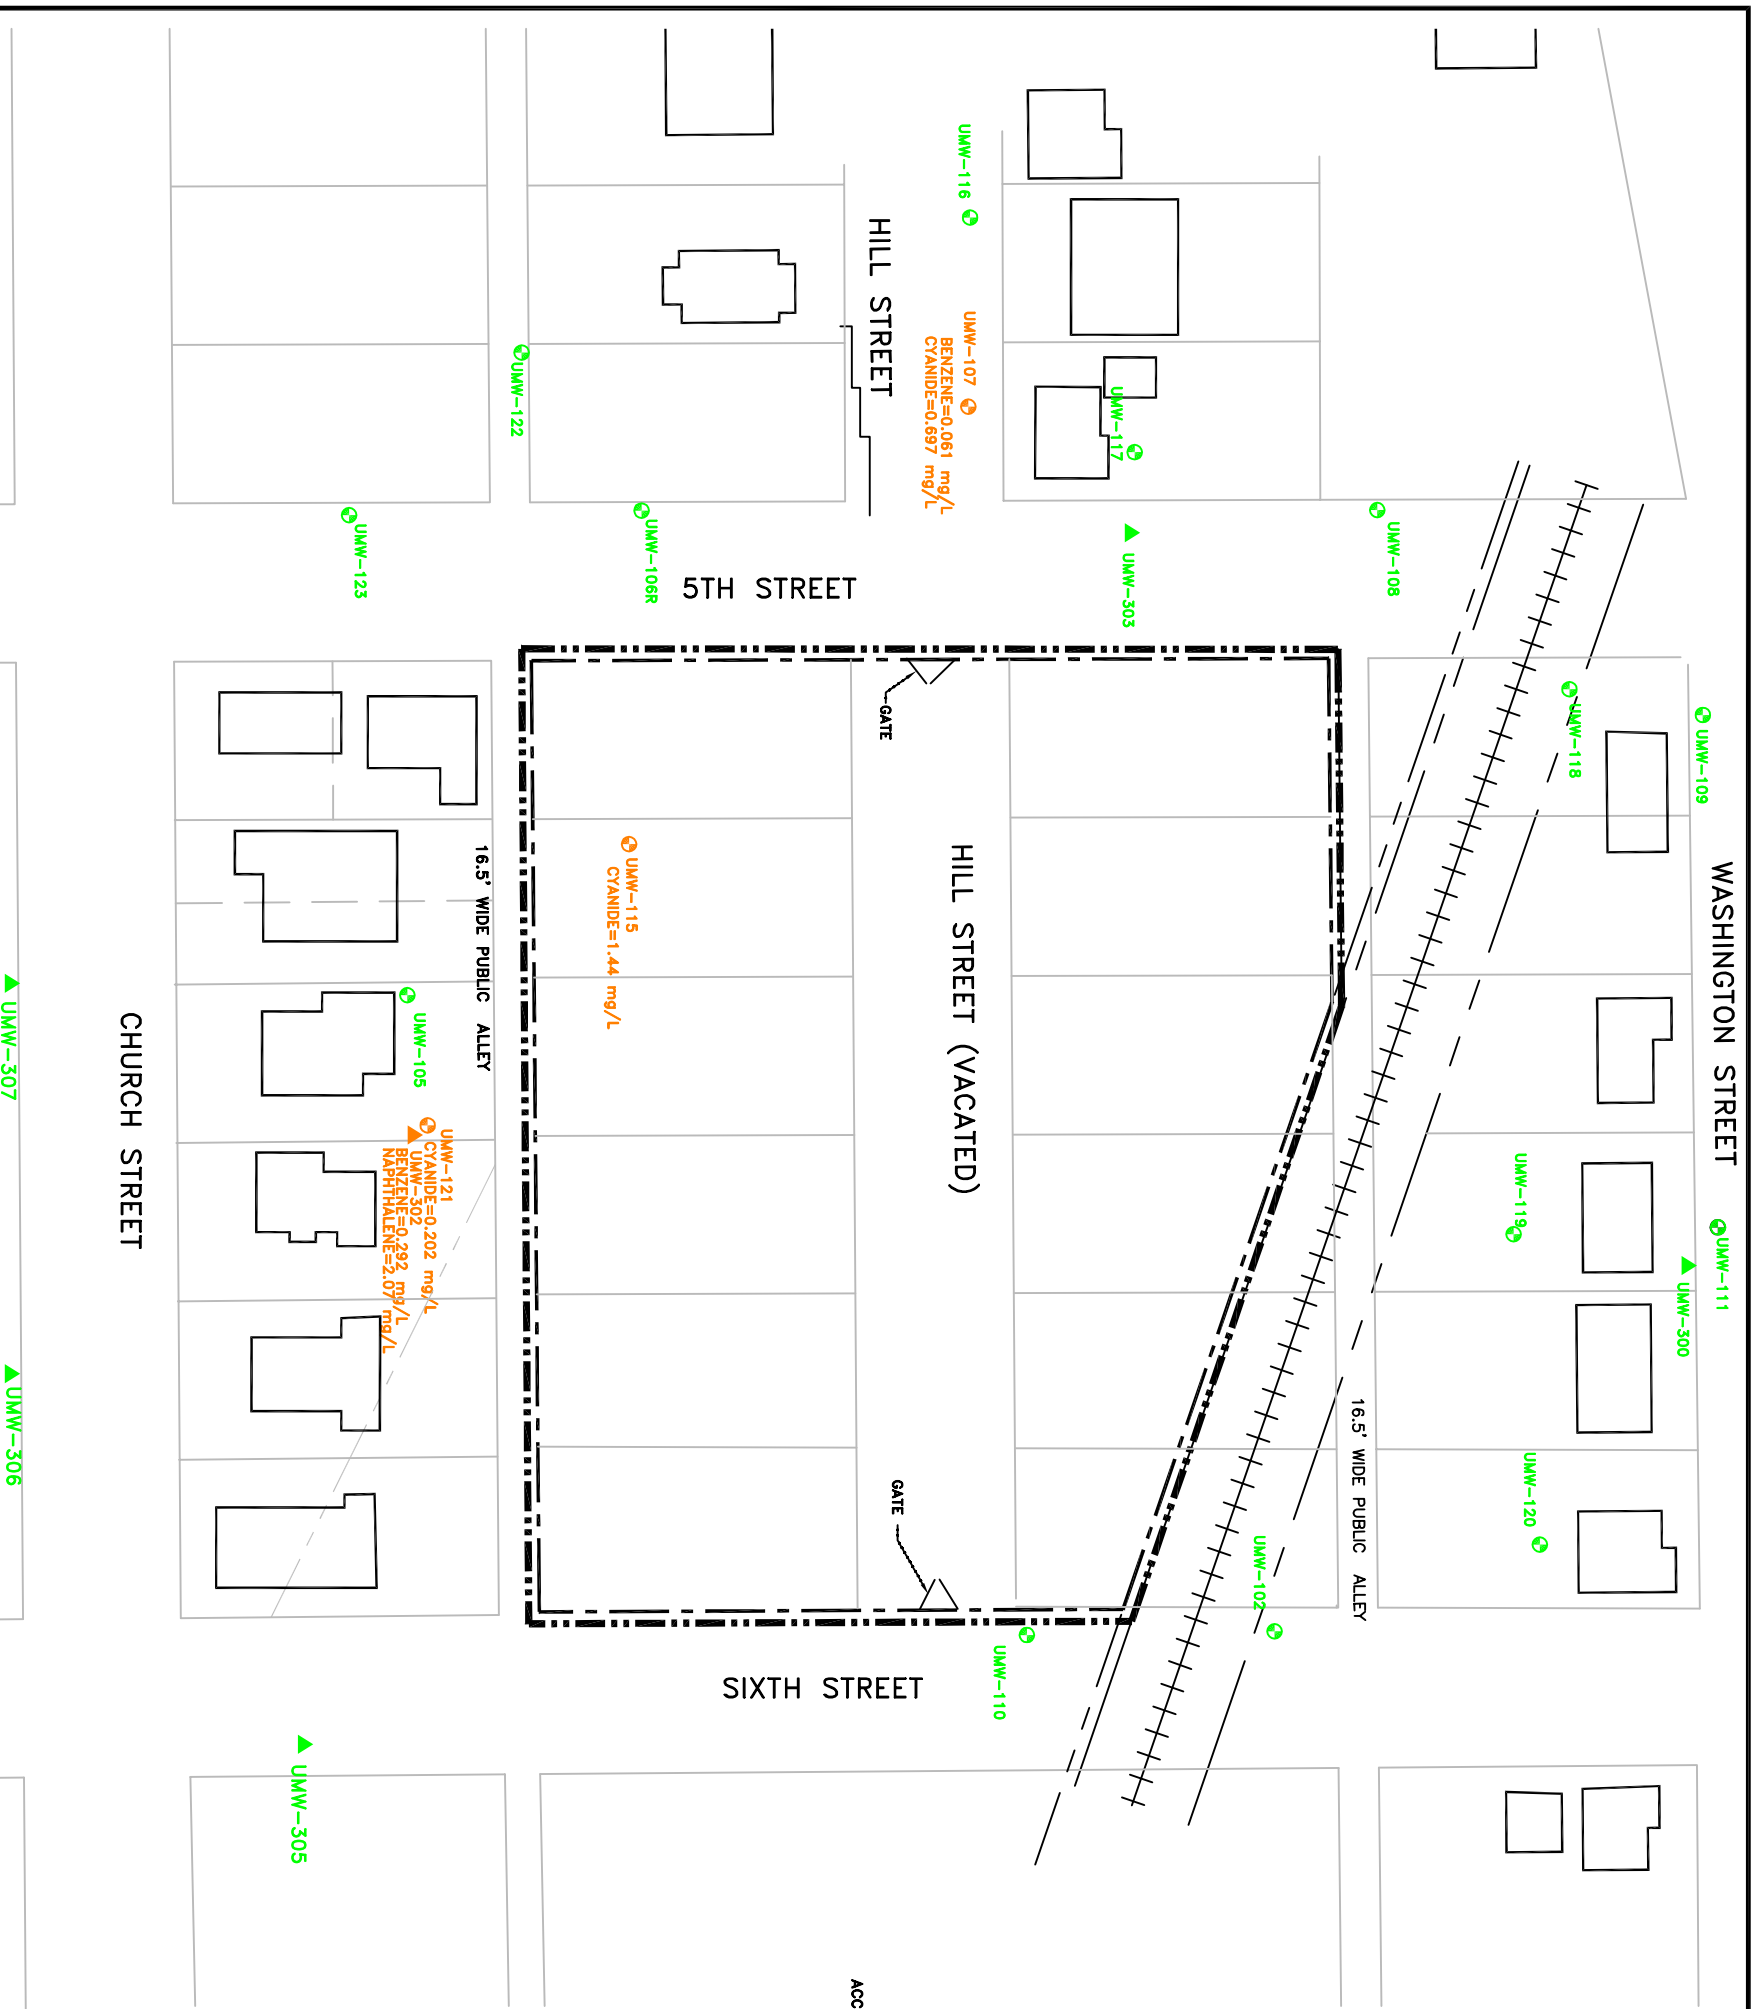 UMW-116
HILL STREET
UMW-107
BENZENE=0.061 mg/L
CYANIDE=0.697 mg/L
UMW-117
UMW-122
UMW-123
UMW-106R
5TH STREET
UMW-303
UMW-108
GATE
UMW-118
UMW-109
WASHINGTON STREET
16.5' WIDE PUBLIC ALLEY
UMW-115
CYANIDE=1.44 mg/L
HILL STREET (VACATED)
UMW-307
CHURCH STREET
UMW-105
UMW-121
CYANIDE=0.202 mg/L
UMW-302
BENZENE=0.292 mg/L
NAPHTHALENE=2.07 mg/L
UMW-119
UMW-111
UMW-300
UMW-306
GATE
16.5' WIDE PUBLIC ALLEY
UMW-120
UMW-102
UMW-110
SIXTH STREET
UMW-305
ACC